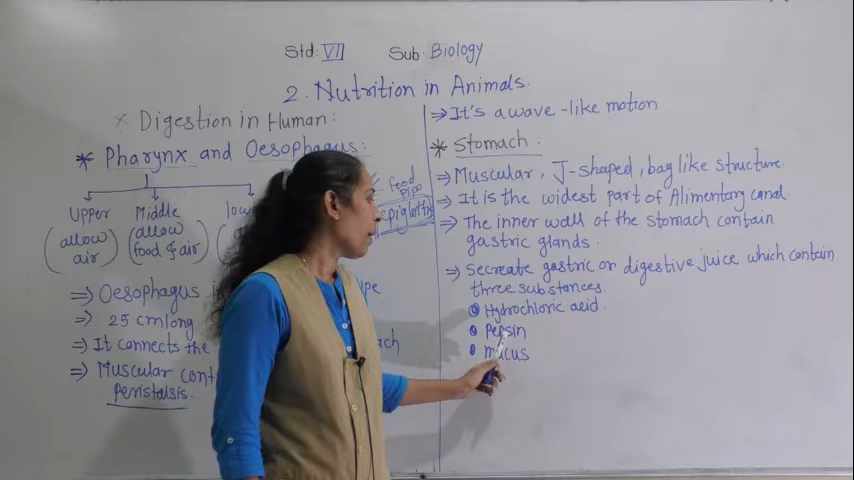 Std: VII Sub: Biology
2. Nutrition in Animals.
× Digestion in Human:
* Pharynx and Oesophagus:
Upper Middle
(allow air) (allow food & air)
food pipe
epiglottis
⇒ Oesophagus
⇒ 25 cm long
⇒ It connects the
⇒ Muscular
Peristalsis.
⇒ It's a wave-like motion
* Stomach:
⇒ Muscular, J-shaped, bag like structure.
⇒ It is the widest part of Alimentary canal.
⇒ The inner wall of the stomach contain
gastric glands.
⇒ Secreate gastric or digestive juice which contain
three substances.
Hydrochloric acid
Pepsin
mucus